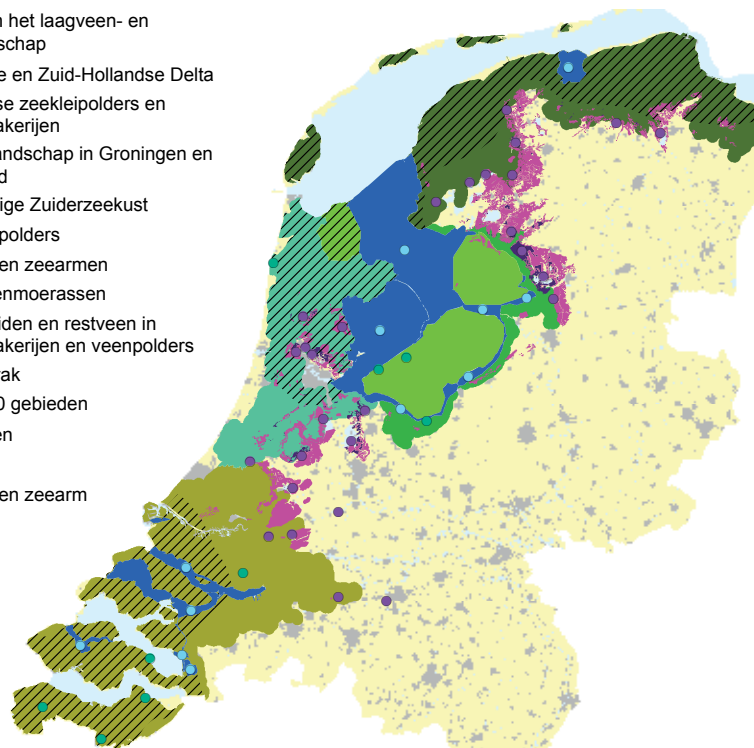 het laagveen- en
schap
e en Zuid-Hollandse Delta
se zeekleipolders en
akerijen
andschap in Groningen en
d
ige Zuiderzeekust
polders
en zeearmen
enmoerassen
iden en restveen in
akerijen en veenpolders
ak
0 gebieden
en
en zeearm